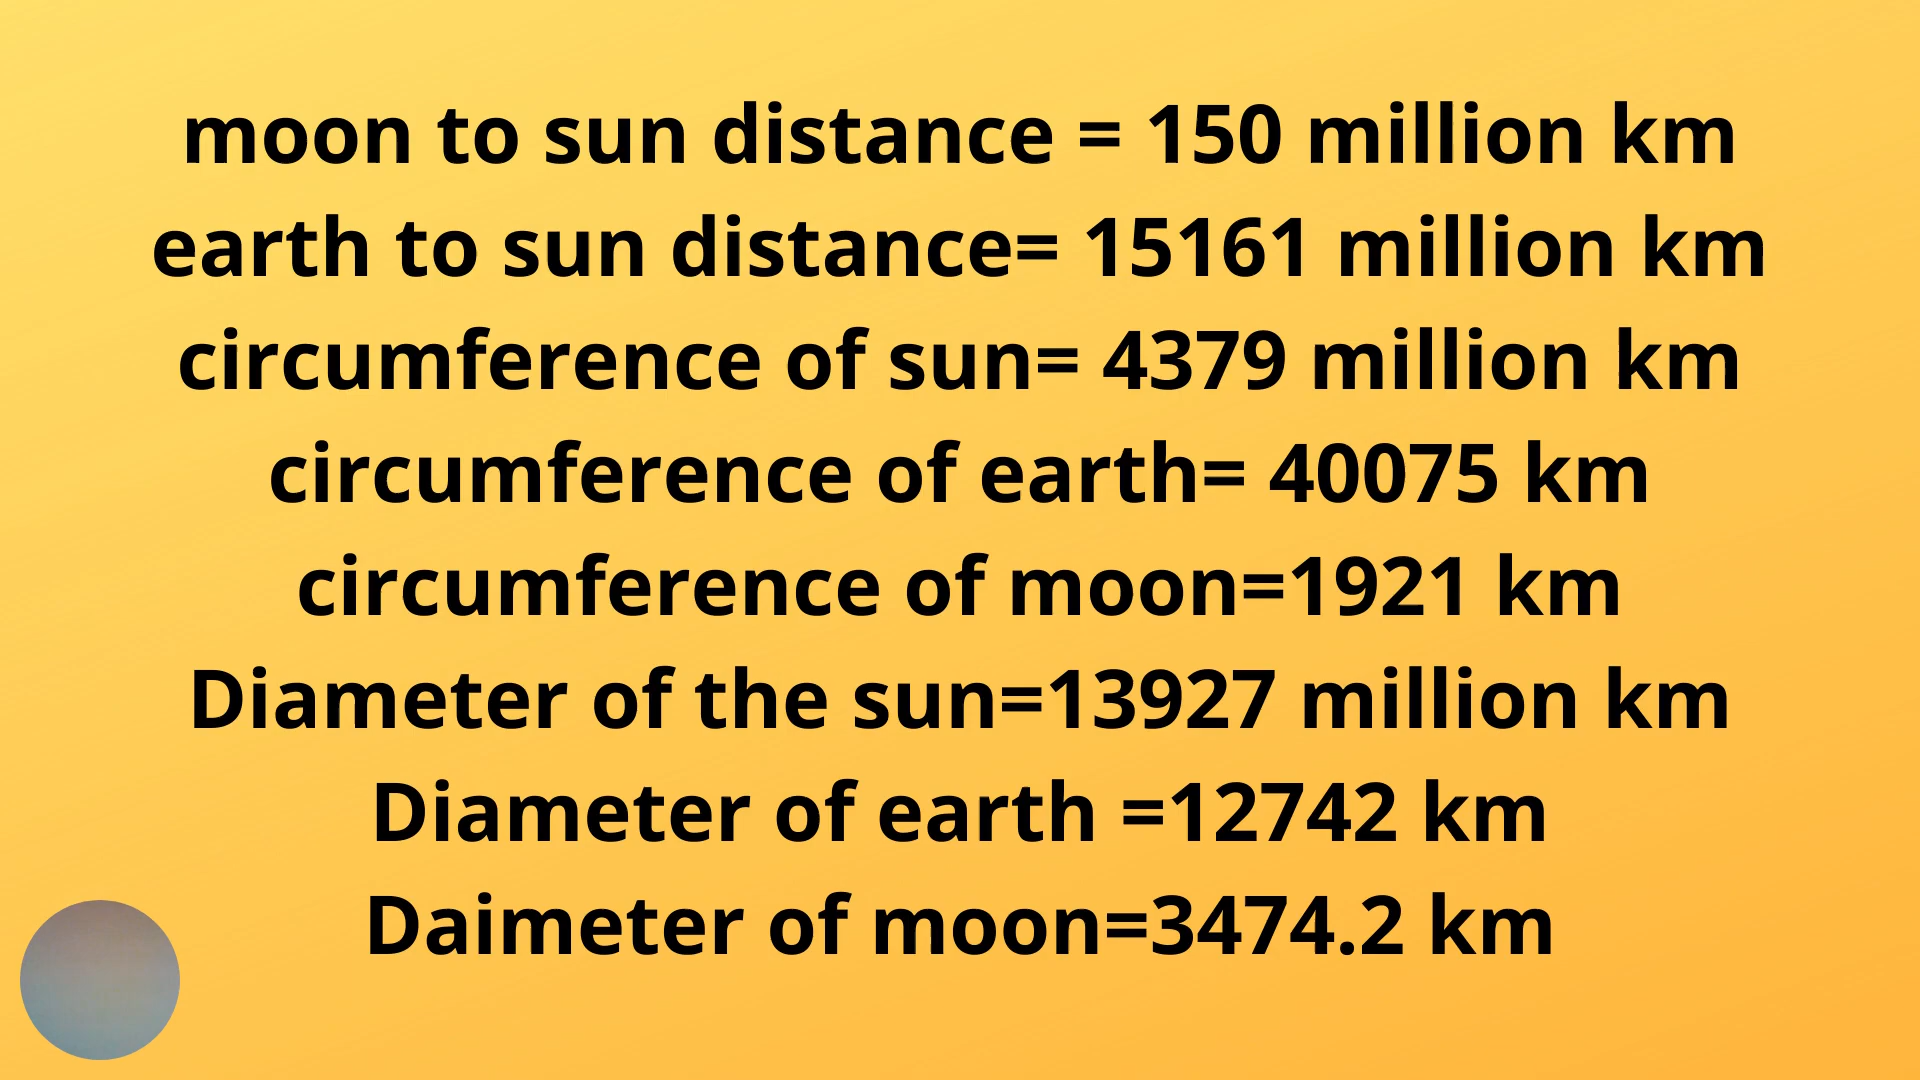 moon to sun distance = 150 million km
earth to sun distance= 15161 million km
circumference of sun= 4379 million km
circumference of earth= 40075 km
circumference of moon=1921 km
Diameter of the sun=13927 million km
Diameter of earth =12742 km
Daimeter of moon=3474.2 km